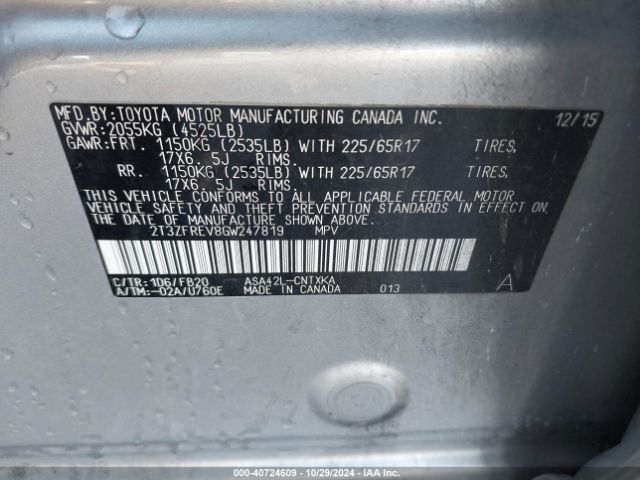 MFD.BY:TOYOTA MOTOR MANUFACTURING CANADA INC. 12/15
GVWR:2055KG (4525LB)
GAWR:FRT. 1150KG (2535LB) WITH 225/65R17 TIRES,
17X6. 5J RIMS.
RR. 1150KG (2535LB) WITH 225/65R17 TIRES,
17X6. 5J RIMS.
THIS VEHICLE CONFORMS TO ALL APPLICABLE FEDERAL MOTOR
VEHICLE SAFETY AND THEFT PREVENTION STANDARDS IN EFFECT ON
THE DATE OF MANUFACTURE SHOWN ABOVE.
2T3ZFREV8GW247819 MPV
C/TR:1D6/FB20 ASA42L-CNTXKA
A/TM:-02A/U760E MADE IN CANADA 013 A
000-40724609 - 10/29/2024 - IAA Inc.